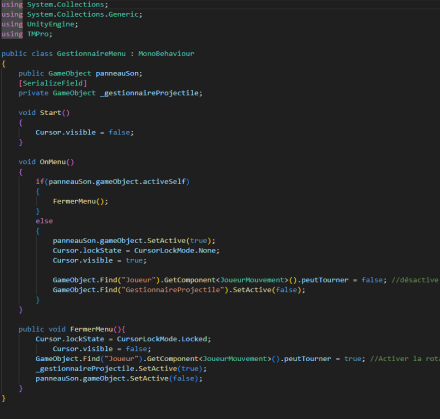 using System.Collections;
using System.Collections.Generic;
using UnityEngine;
using TMPro;
public class GestionnaireMenu : MonoBehaviour
{
public GameObject panneauSon;
[SerializeField]
private GameObject _gestionnaireProjectile;
void Start()
{
Cursor.visible = false;
}
void OnMenu()
{
if(panneauSon.gameObject.activeSelf)
{
FermerMenu();
}
else
{
panneauSon.gameObject.SetActive(true);
Cursor.lockState = CursorLockMode.None;
Cursor.visible = true;
GameObject.Find("Joueur").GetComponent<JoueurMouvement>().peutTourner = false; //désactive
GameObject.Find("GestionnaireProjectile").SetActive(false);
}
}
public void FermerMenu(){
Cursor.lockState = CursorLockMode.Locked;
Cursor.visible = false;
GameObject.Find("Joueur").GetComponent<JoueurMouvement>().peutTourner = true; //Activer la rot
_gestionnaireProjectile.SetActive(true);
panneauSon.gameObject.SetActive(false);
}
}